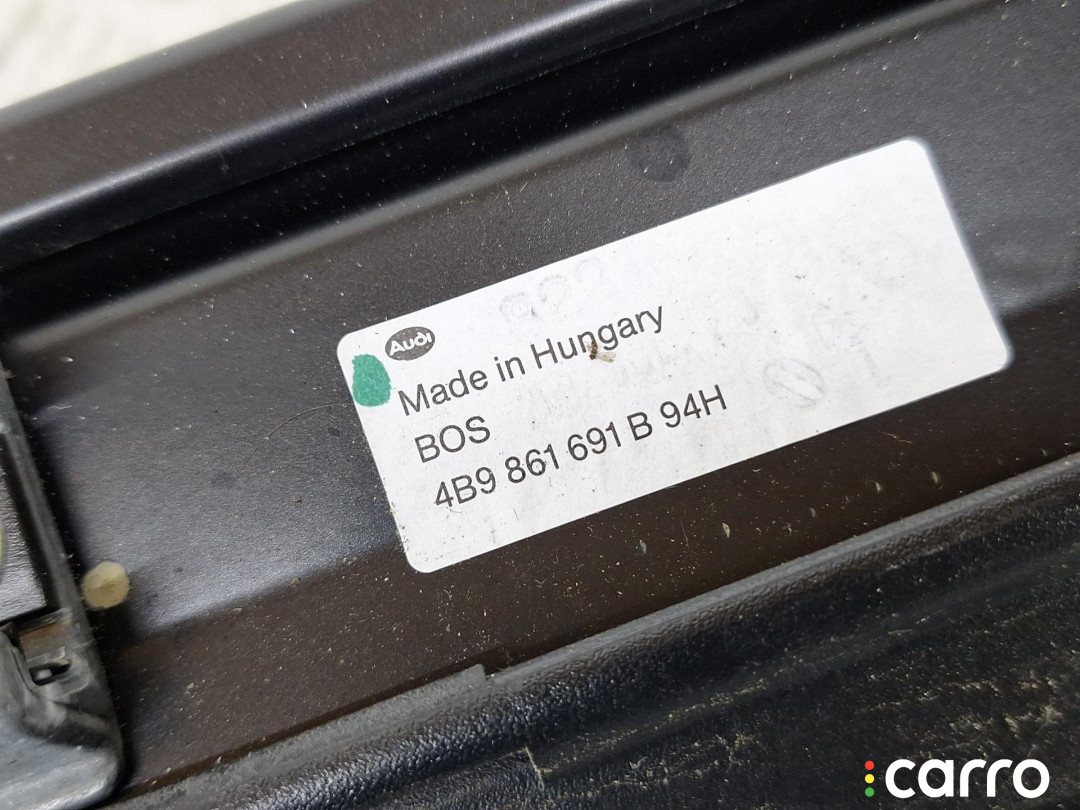 Audi
Made in Hungary
BOS
4B9 861 691 B 94H
carro